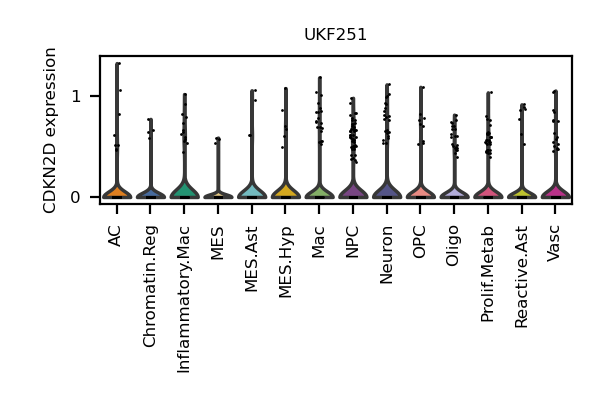 UKF251
CDKN2D expression
1
0
AC
Chromatin.Reg
Inflammatory.Mac
MES
MES.Ast
MES.Hyp
Mac
NPC
Neuron
OPC
Oligo
Prolif.Metab
Reactive.Ast
Vasc